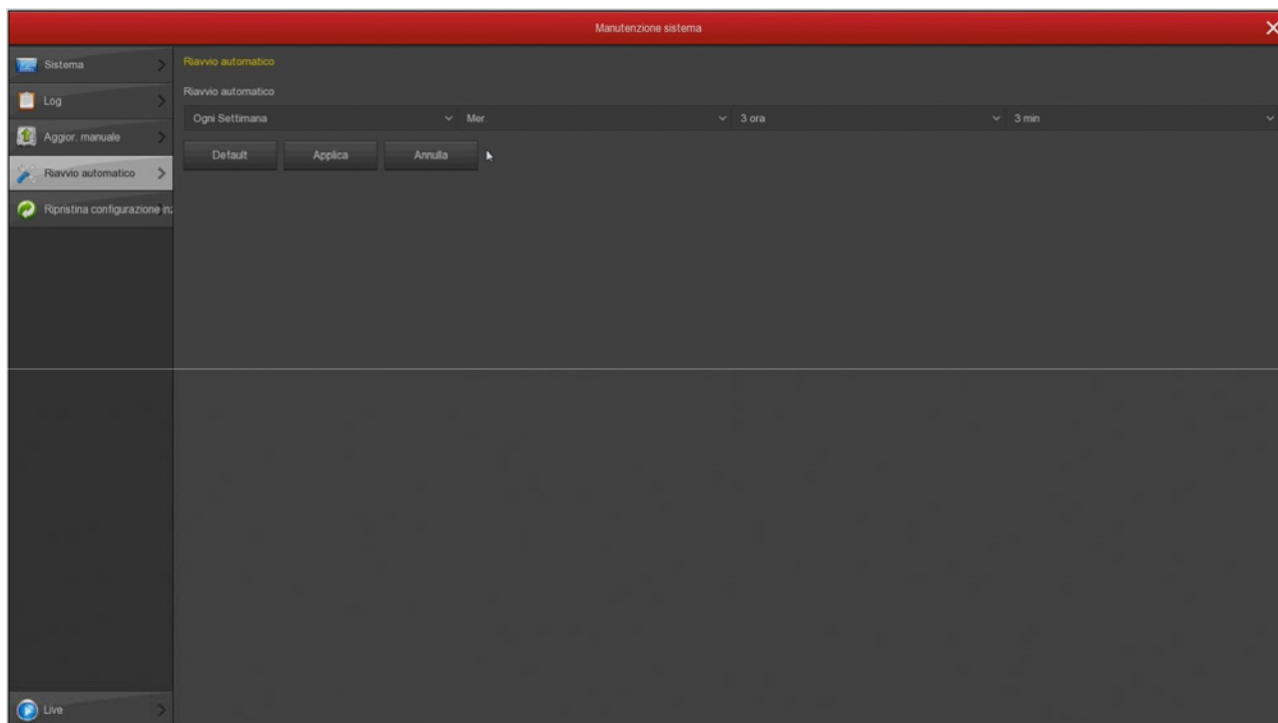 Manutenzione sistema
Sistema
Log
Aggior. manuale
Riavvio automatico
Ripristina configurazione in
Live
Riavvio automatico
Riavvio automatico
Ogni Settimana Mer. 3 ora 3 min
Default Applica Annulla